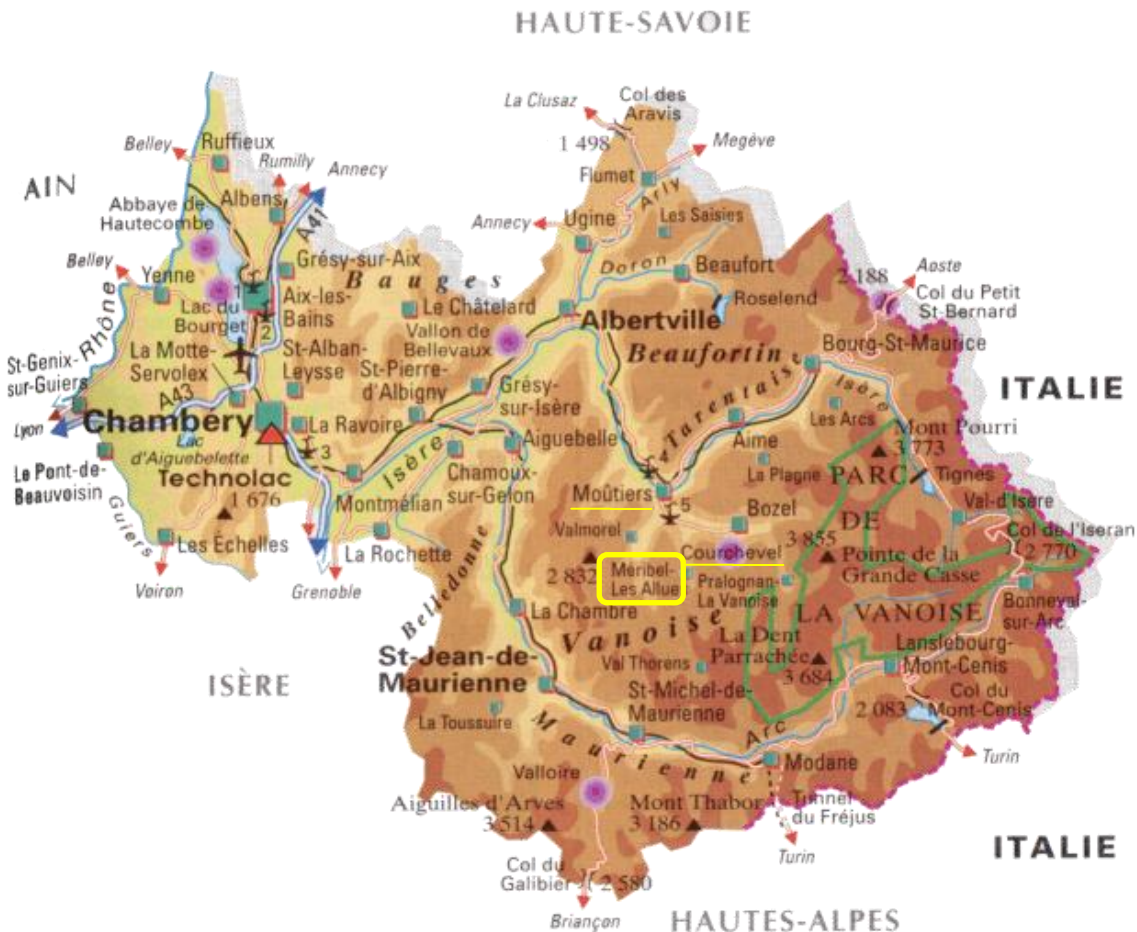 HAUTE-SAVOIE
La Clusaz
Col des
Aravis
1 498
Megève
Belley
Ruffieux
Rumilly
Annecy
Flumet
Arly
AIN
Abbaye de
Hautecombe
Albens
A41
Annecy
Ugine
Les Saisies
Belley
Yenne
Grésy-sur-Aix
Bauges
Doron
Beaufort
2 188
Aoste
Col du Petit
St-Bernard
Rhône
1
Lac du
Bourget
2
Aix-les-
Bains
Le Châtelard
Vallon de
Bellevaux
Albertville
Roselend
Beaufortin
Bourg-St-Maurice
St-Genix-
sur-Guiers
La Motte-
Servolex
St-Alban-
Leysse
St-Pierre-
d'Albigny
Grésy-
sur-Isère
Tarentaise
Isère
ITALIE
A43
Lyon
Chambéry
La Ravoire
Isère
Aiguebelle
Aime
Les Arcs
Mont Pourri
3 773
Lac
d'Aiguebelette
3
4
La Plagne
PARC
Tignes
Le Pont-de-
Beauvoisin
Technolac
1 676
Montmélian
Chamoux-
sur-Gelon
Moûtiers
5
Bozel
Val-d'Isère
Guiers
Les Échelles
La Rochette
Valmorel
DE
Col de l'Iseran
2 770
Courchevel
3 855
Pointe de la
Grande Casse
Voiron
Grenoble
Belledonne
2 832
Méribel-
Les Allue
Pralognan-
La Vanoise
Bonneval-
sur-Arc
La Chambre
Vanoise
LA VANOISE
La Dent
Parrachée
3 684
Lanslebourg-
Mont-Cenis
ISÈRE
St-Jean-de-
Maurienne
Val Thorens
St-Michel-de-
Maurienne
2 083
Col du
Mont-Cenis
La Toussuire
Maurienne
Arc
Turin
Modane
Valloire
Aiguilles d'Arves
3 514
Mont Thabor
3 186
Tunnel
du Fréjus
Turin
ITALIE
Col du
Galibier
2 580
Briançon
HAUTES-ALPES